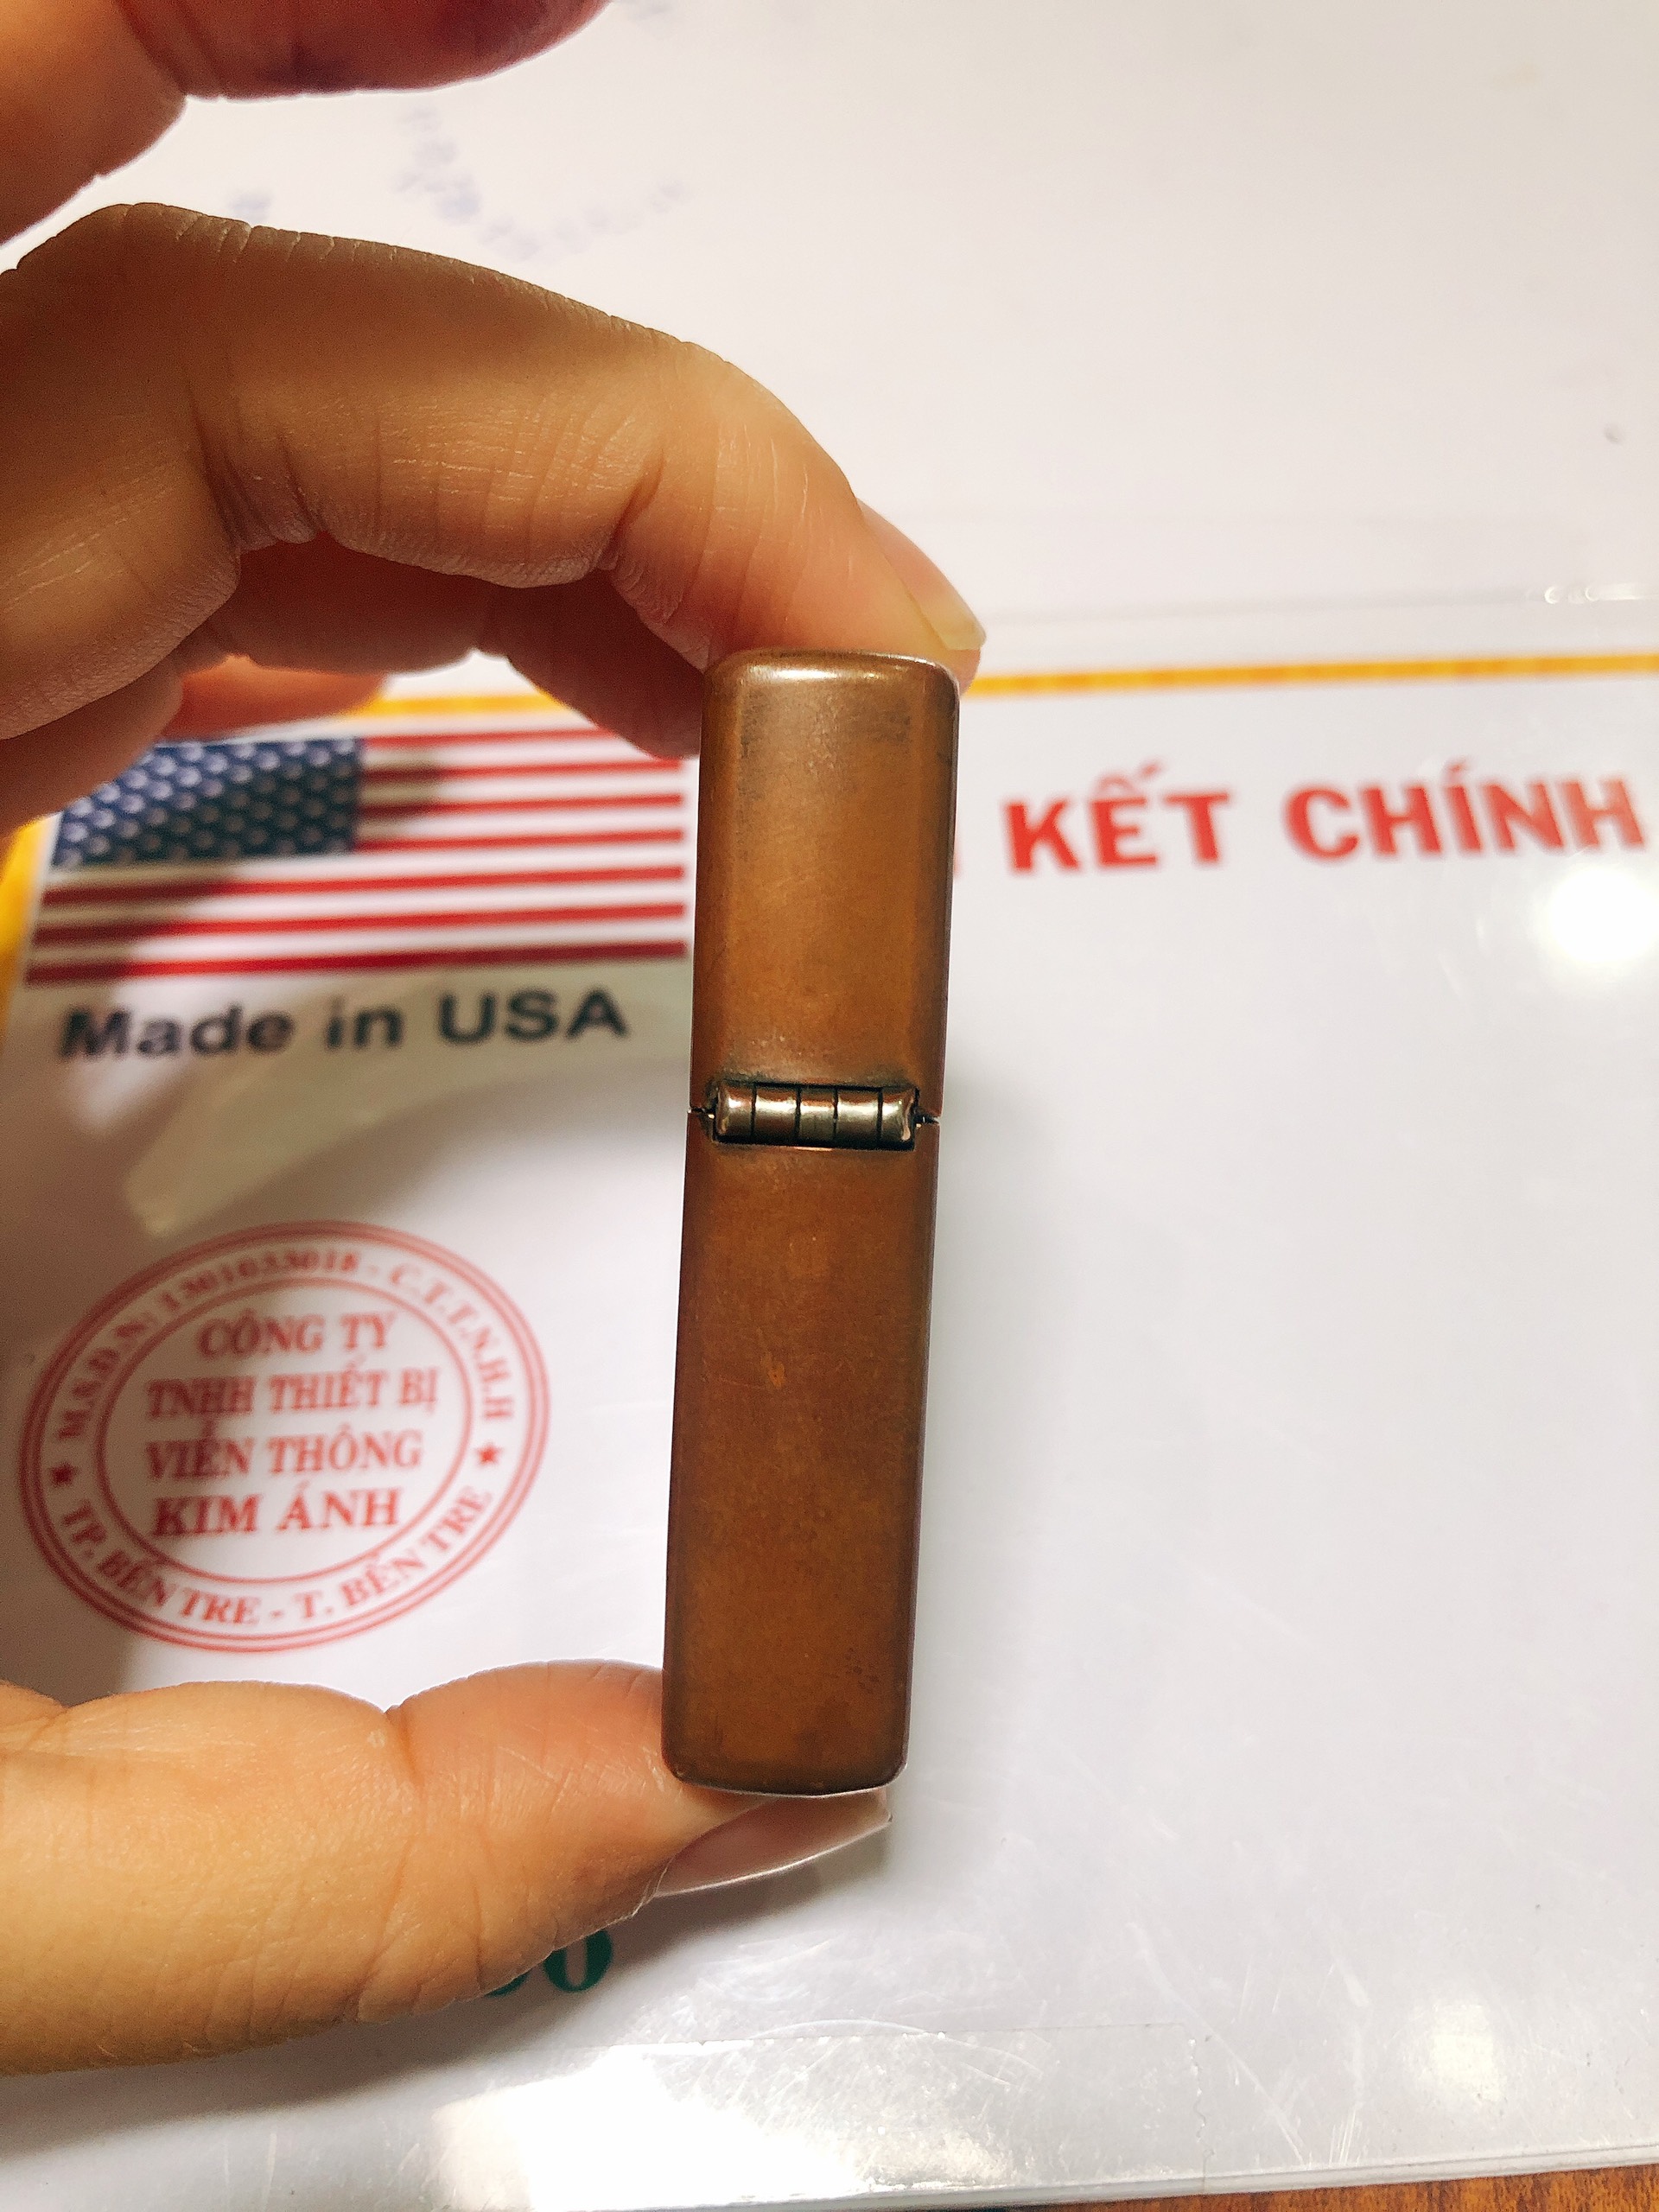 KẾT CHÍNH
Made in USA
M.S.D.N: 1301033018 - C.T.T.N.H.H
CÔNG TY
TNHH THIẾT BỊ
VIỄN THÔNG
KIM ÁNH
TP. BẾN TRE - T. BẾN TRE